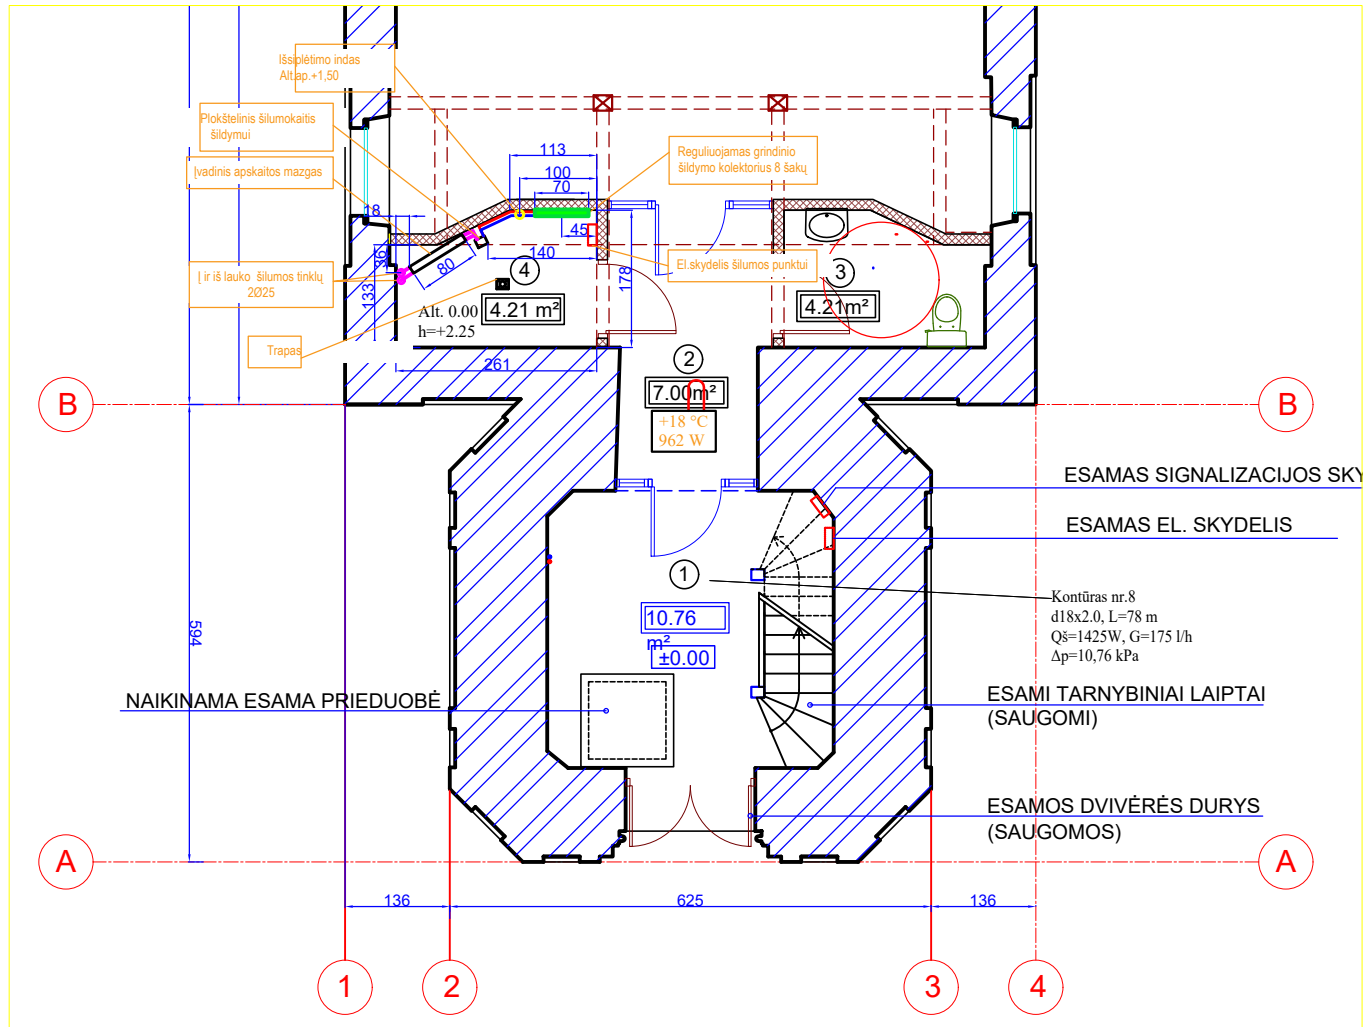 Išsiplėtimo indas
Alt.ap.+1,50
Plokštelinis šilumokaitis
šildymui
Įvadinis apskaitos mazgas
Į ir iš lauko šilumos tinklų
2Ø25
Trapas
Reguliuojamas grindinio
šildymo kolektorius 8 šakų
El.skydelis šilumos punktui
113
100
70
45
140
18
36
133
80
178
261
4
4.21 m²
Alt. 0.00
h=+2.25
3
4.21m²
2
7.00m²
+18 °C
962 W
B
B
ESAMAS SIGNALIZACIJOS SKY
ESAMAS EL. SKYDELIS
1
Kontūras nr.8
d18x2.0, L=78 m
Qš=1425W, G=175 l/h
Δp=10,76 kPa
10.76
m²
±0.00
594
NAIKINAMA ESAMA PRIEDUOBĖ
ESAMI TARNYBINIAI LAIPTAI
(SAUGOMI)
ESAMOS DVIVĖRĖS DURYS
(SAUGOMOS)
A
A
136
625
136
1
2
3
4